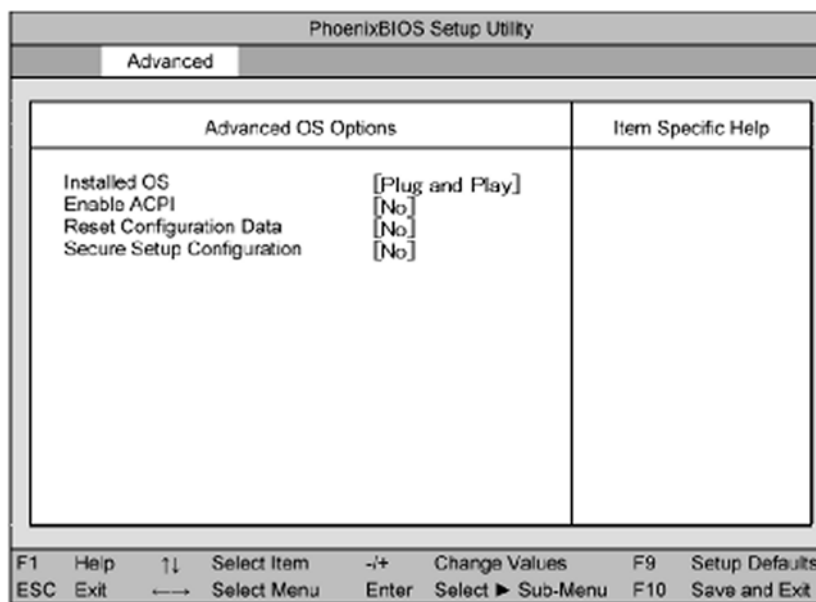 PhoenixBIOS Setup Utility
Advanced
Advanced OS Options
Item Specific Help
Installed OS [Plug and Play]
Enable ACPI [No]
Reset Configuration Data [No]
Secure Setup Configuration [No]
F1 Help ↑↓ Select Item -/+ Change Values F9 Setup Defaults
ESC Exit ←→ Select Menu Enter Select ▶ Sub-Menu F10 Save and Exit